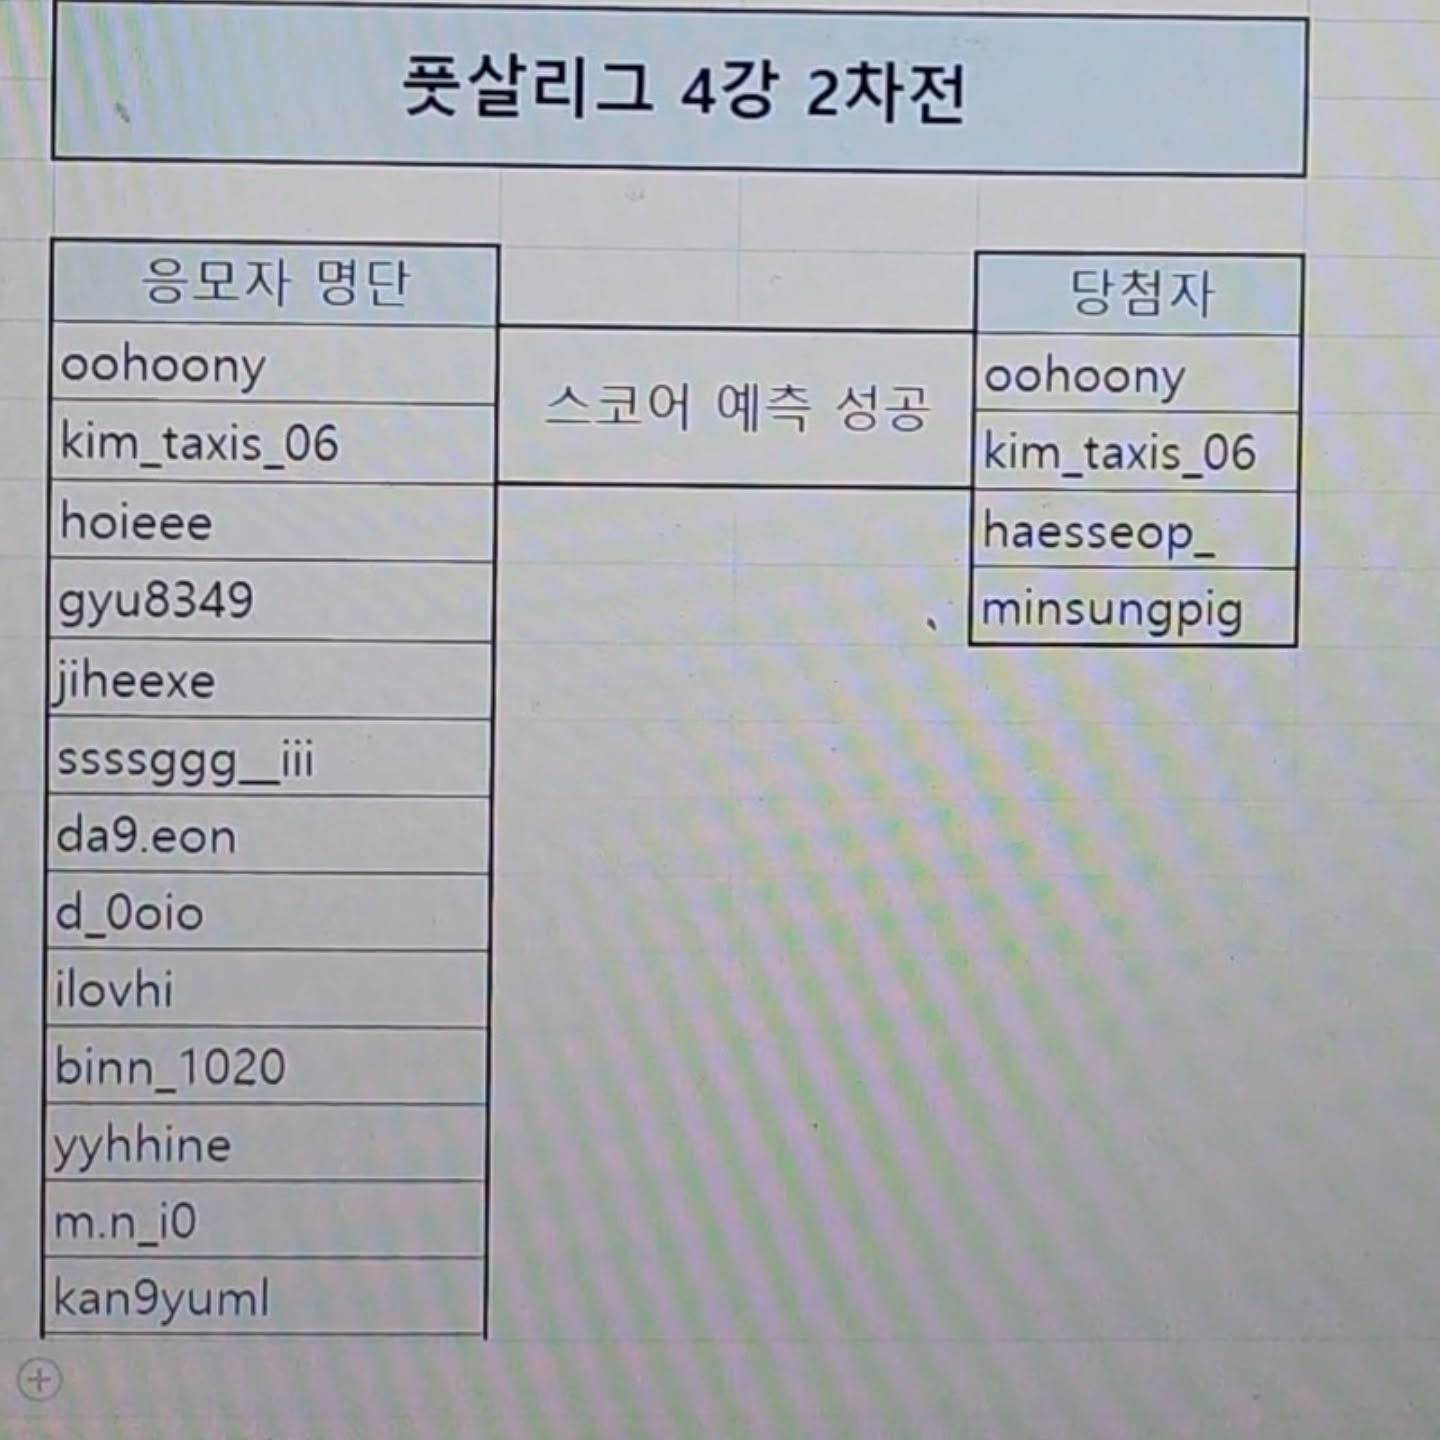 풋살리그 4강 2차전
응모자 명단
oohoony
kim_taxis_06
hoieee
gyu8349
jiheexe
ssssggg__iii
da9.eon
d_0oio
ilovhi
binn_1020
yyhhine
m.n_i0
kan9yuml
스코어 예측 성공
당첨자
oohoony
kim_taxis_06
haesseop_
minsungpig